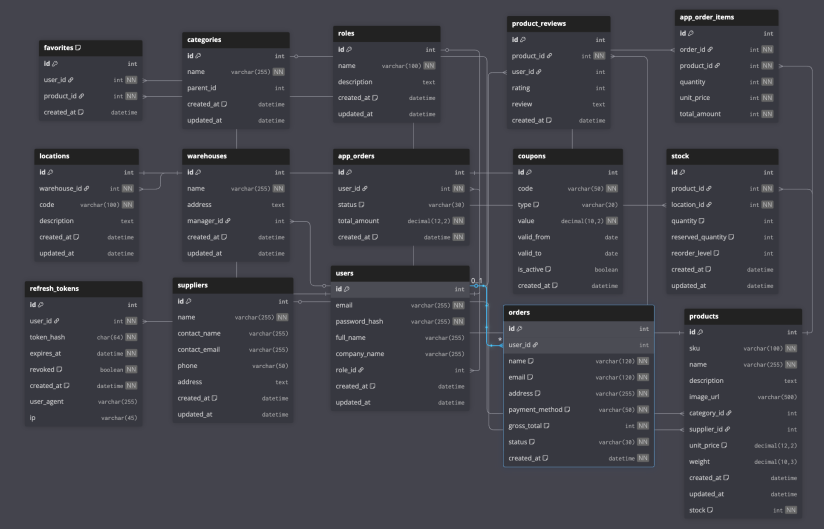 favorites
id int
user_id int NN
product_id int NN
created_at datetime
categories
id int
name varchar(255) NN
parent_id int
created_at datetime
updated_at datetime
roles
id int
name varchar(100) NN
description text
created_at datetime
updated_at datetime
product_reviews
id int
product_id int NN
user_id int
rating int
review text
created_at datetime
app_order_items
id int
order_id int NN
product_id int NN
quantity int NN
unit_price int NN
total_amount int NN
locations
id int
warehouse_id int NN
code varchar(100) NN
description text
created_at datetime
updated_at datetime
warehouses
id int
name varchar(255) NN
address text
manager_id int
created_at datetime
updated_at datetime
app_orders
id int
user_id int NN
status varchar(30)
total_amount decimal(12,2) NN
created_at datetime
coupons
id int
code varchar(50) NN
type varchar(20)
value decimal(10,2) NN
valid_from date
valid_to date
is_active boolean
created_at datetime
stock
id int
product_id int NN
location_id int NN
quantity int
reserved_quantity int
reorder_level int
created_at datetime
updated_at datetime
refresh_tokens
id int
user_id int NN
token_hash char(64) NN
expires_at datetime NN
revoked boolean NN
created_at datetime NN
user_agent varchar(255)
ip varchar(45)
suppliers
id int
name varchar(255) NN
contact_name varchar(255)
contact_email varchar(255)
phone varchar(50)
address text
created_at datetime
updated_at datetime
users
id int
email varchar(255) NN
password_hash varchar(255) NN
full_name varchar(255)
company_name varchar(255)
role_id int
created_at datetime
updated_at datetime
0..1
*
orders
id int
user_id int
name varchar(120) NN
email varchar(120) NN
address varchar(255) NN
payment_method varchar(50) NN
gross_total int NN
status varchar(30) NN
created_at datetime NN
products
id int
sku varchar(100) NN
name varchar(255) NN
description text
image_url varchar(500)
category_id int
supplier_id int
unit_price decimal(12,2)
weight decimal(10,3)
created_at datetime
updated_at datetime
stock int NN